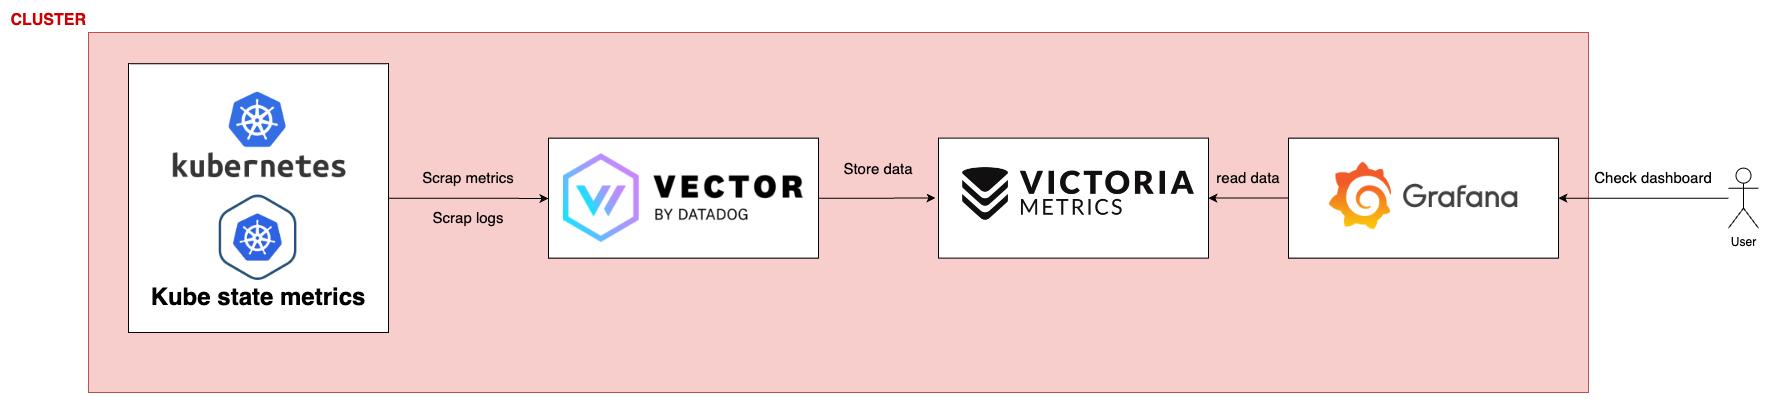 CLUSTER
kubernetes
Kube state metrics
Scrap metrics
Scrap logs
VECTOR
BY DATADOG
Store data
VICTORIA
METRICS
read data
Grafana
Check dashboard
User